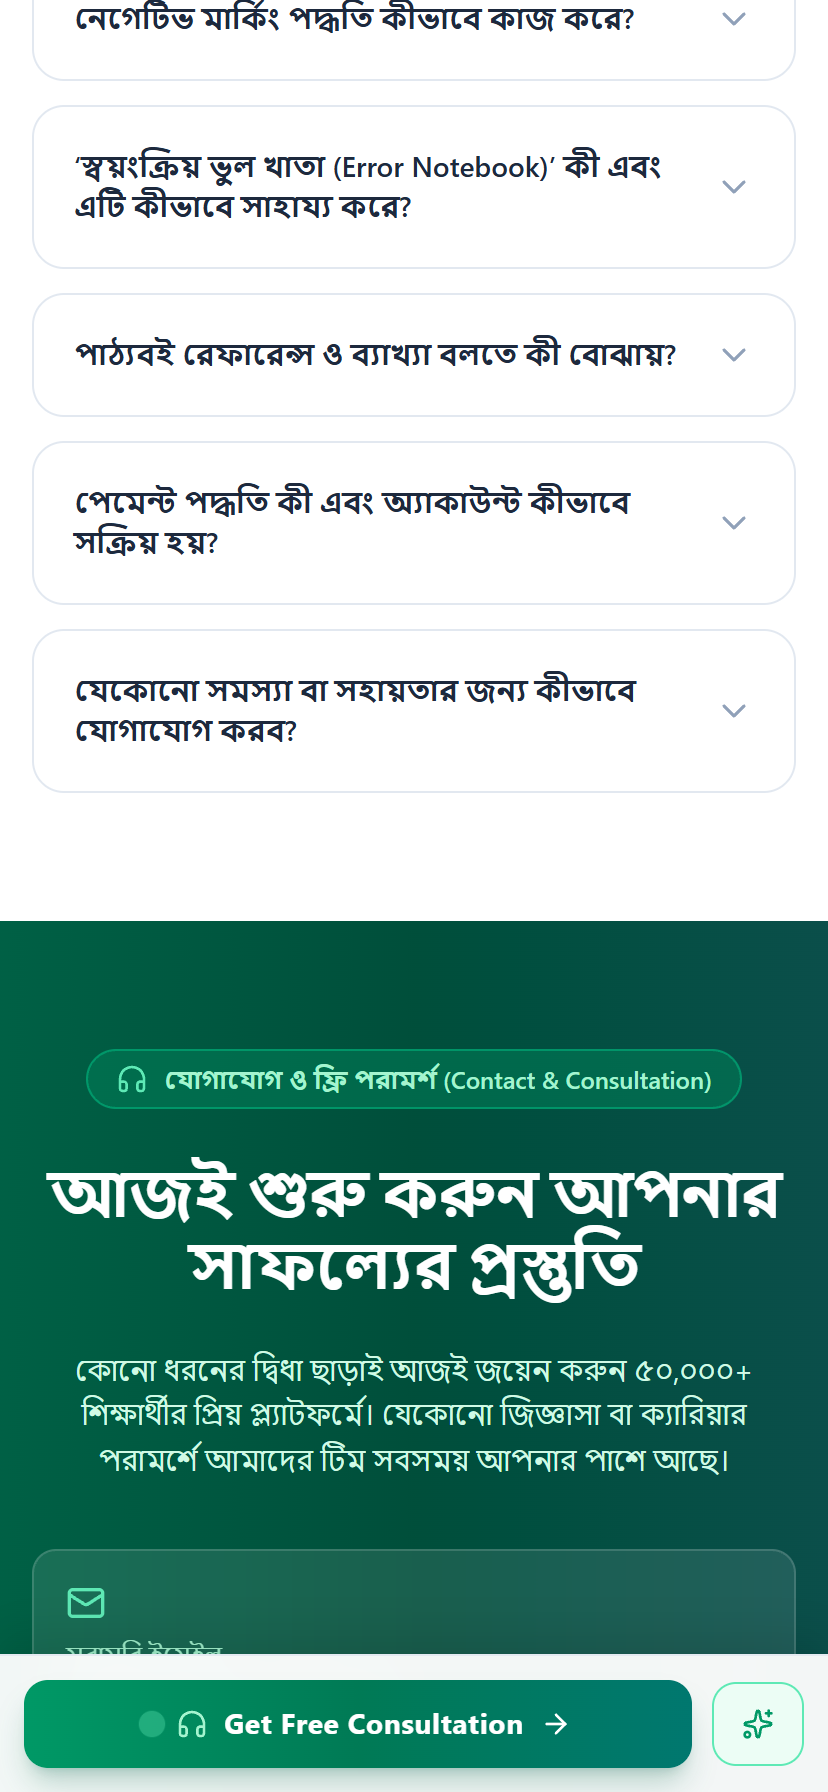 নেগেটিভ মার্কিং পদ্ধতি কীভাবে কাজ করে?
‘স্বয়ংক্রিয় ভুল খাতা (Error Notebook)’ কী এবং
এটি কীভাবে সাহায্য করে?
পাঠ্যবই রেফারেন্স ও ব্যাখ্যা বলতে কী বোঝায়?
পেমেন্ট পদ্ধতি কী এবং অ্যাকাউন্ট কীভাবে
সক্রিয় হয়?
যেকোনো সমস্যা বা সহায়তার জন্য কীভাবে
যোগাযোগ করব?
যোগাযোগ ও ফ্রি পরামর্শ (Contact & Consultation)
আজই শুরু করুন আপনার
সাফল্যের প্রস্তুতি
কোনো ধরনের দ্বিধা ছাড়াই আজই জয়েন করুন ৫০,০০০+
শিক্ষার্থীর প্রিয় প্ল্যাটফর্মে। যেকোনো জিজ্ঞাসা বা ক্যারিয়ার
পরামর্শে আমাদের টিম সবসময় আপনার পাশে আছে।
Get Free Consultation